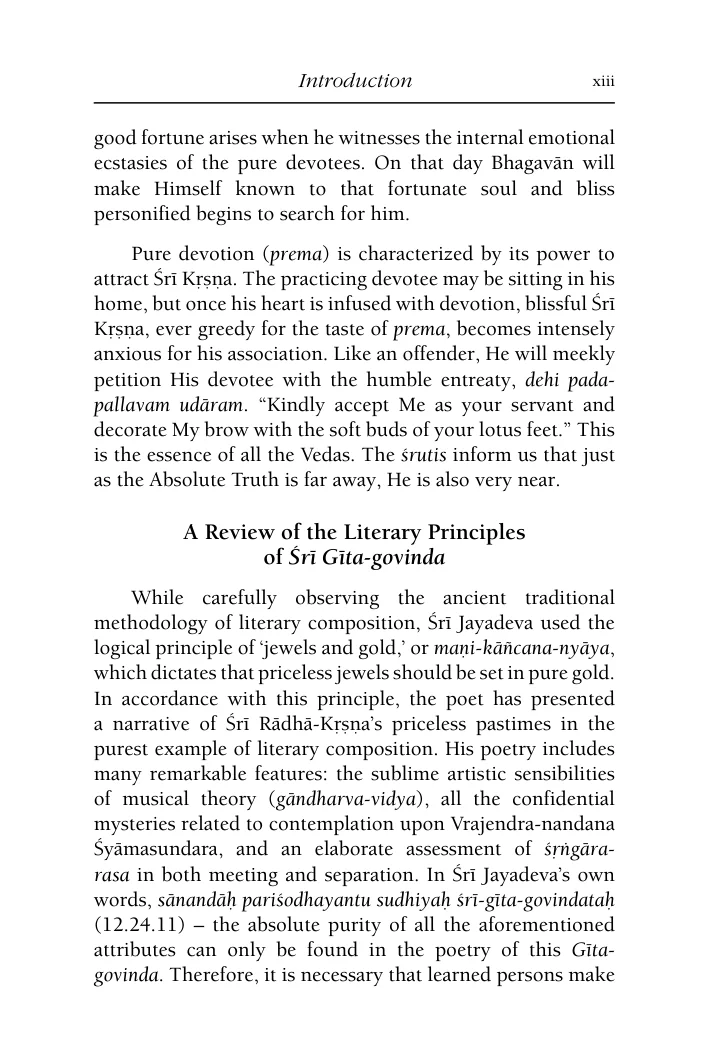 Introduction xiii
good fortune arises when he witnesses the internal emotional
ecstasies of the pure devotees. On that day Bhagavān will
make Himself known to that fortunate soul and bliss
personified begins to search for him.
Pure devotion (prema) is characterized by its power to
attract Śrī Kṛṣṇa. The practicing devotee may be sitting in his
home, but once his heart is infused with devotion, blissful Śrī
Kṛṣṇa, ever greedy for the taste of prema, becomes intensely
anxious for his association. Like an offender, He will meekly
petition His devotee with the humble entreaty, dehi pada-
pallavam udāram. “Kindly accept Me as your servant and
decorate My brow with the soft buds of your lotus feet.” This
is the essence of all the Vedas. The śrutis inform us that just
as the Absolute Truth is far away, He is also very near.
A Review of the Literary Principles
of Śrī Gīta-govinda
While carefully observing the ancient traditional
methodology of literary composition, Śrī Jayadeva used the
logical principle of ‘jewels and gold,’ or maṇi-kāñcana-nyāya,
which dictates that priceless jewels should be set in pure gold.
In accordance with this principle, the poet has presented
a narrative of Śrī Rādhā-Kṛṣṇa’s priceless pastimes in the
purest example of literary composition. His poetry includes
many remarkable features: the sublime artistic sensibilities
of musical theory (gāndharva-vidya), all the confidential
mysteries related to contemplation upon Vrajendra-nandana
Śyāmasundara, and an elaborate assessment of śṛṅgāra-
rasa in both meeting and separation. In Śrī Jayadeva’s own
words, sānandāḥ pariśodhayantu sudhiyaḥ śrī-gīta-govindataḥ
(12.24.11) – the absolute purity of all the aforementioned
attributes can only be found in the poetry of this Gīta-
govinda. Therefore, it is necessary that learned persons make